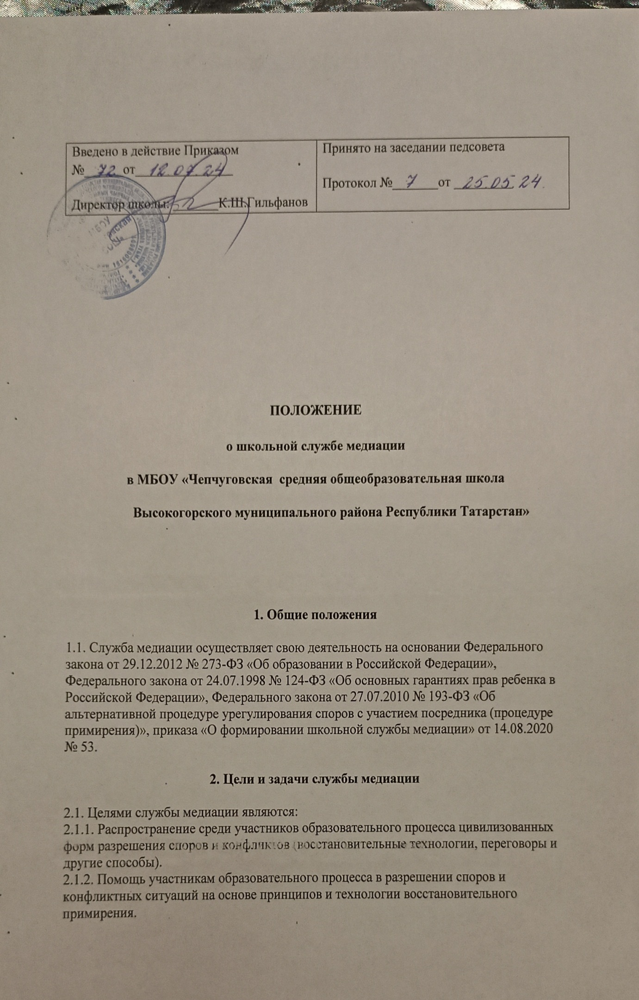 Введено в действие Приказом
№ 72 от 12.07.24
Директор школы: К.Ш.Гильфанов
Принято на заседании педсовета
Протокол № 7 от 25.05.24.
МБОУ
ПОЛОЖЕНИЕ
о школьной службе медиации
в МБОУ «Чепчуговская средняя общеобразовательная школа
Высокогорского муниципального района Республики Татарстан»
1. Общие положения
1.1. Служба медиации осуществляет свою деятельность на основании Федерального
закона от 29.12.2012 № 273-ФЗ «Об образовании в Российской Федерации»,
Федерального закона от 24.07.1998 № 124-ФЗ «Об основных гарантиях прав ребенка в
Российской Федерации», Федерального закона от 27.07.2010 № 193-ФЗ «Об
альтернативной процедуре урегулирования споров с участием посредника (процедуре
примирения)», приказа «О формировании школьной службы медиации» от 14.08.2020
№ 53.
2. Цели и задачи службы медиации
2.1. Целями службы медиации являются:
2.1.1. Распространение среди участников образовательного процесса цивилизованных
форм разрешения споров и конфликтов (восстановительные технологии, переговоры и
другие способы).
2.1.2. Помощь участникам образовательного процесса в разрешении споров и
конфликтных ситуаций на основе принципов и технологии восстановительного
примирения.